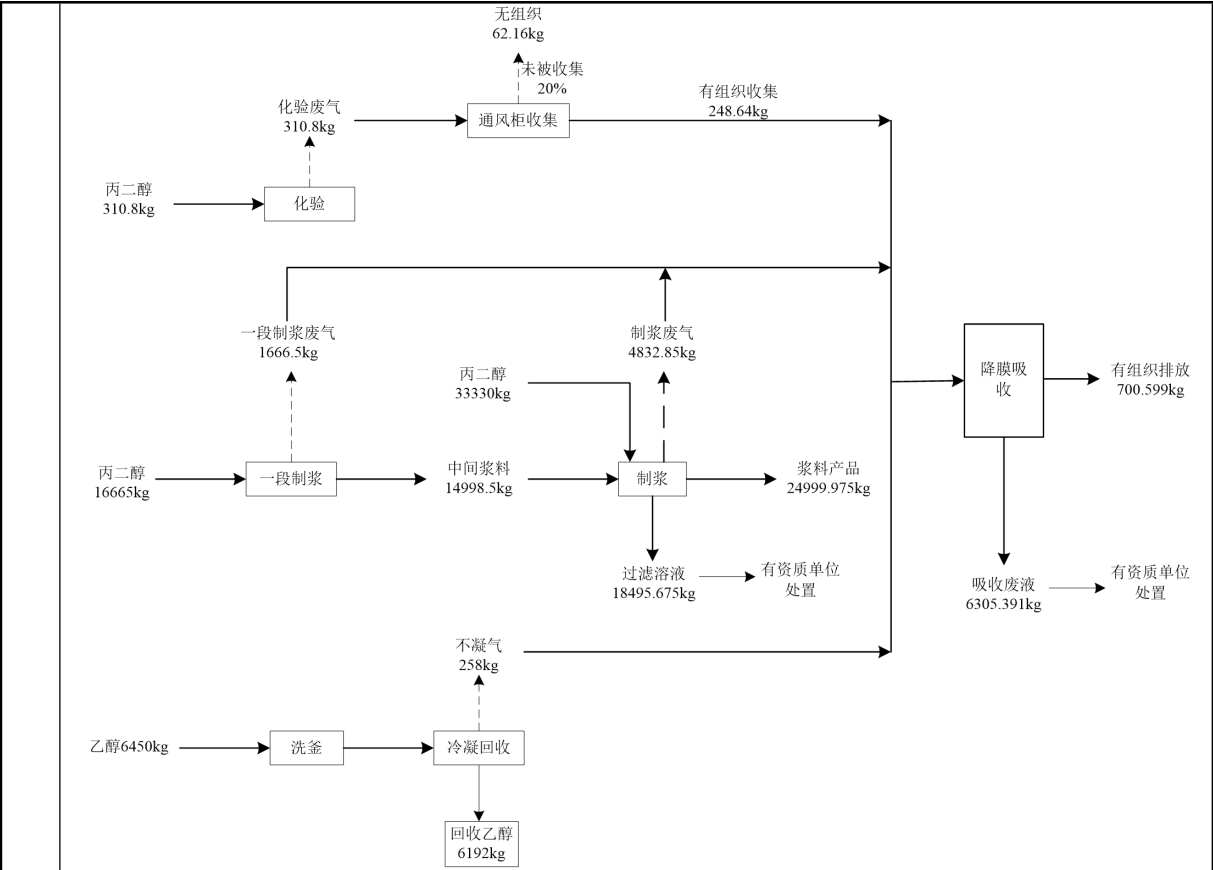 无组织
62.16kg
未被收集
20%
有组织收集
248.64kg
化验废气
310.8kg
通风柜收集
丙二醇
310.8kg
化验
一段制浆废气
1666.5kg
制浆废气
4832.85kg
丙二醇
33330kg
降膜吸
收
有组织排放
700.599kg
丙二醇
16665kg
一段制浆
中间浆料
14998.5kg
制浆
浆料产品
24999.975kg
过滤溶液
18495.675kg
有资质单位
处置
吸收废液
6305.391kg
有资质单位
处置
不凝气
258kg
乙醇6450kg
洗釜
冷凝回收
回收乙醇
6192kg